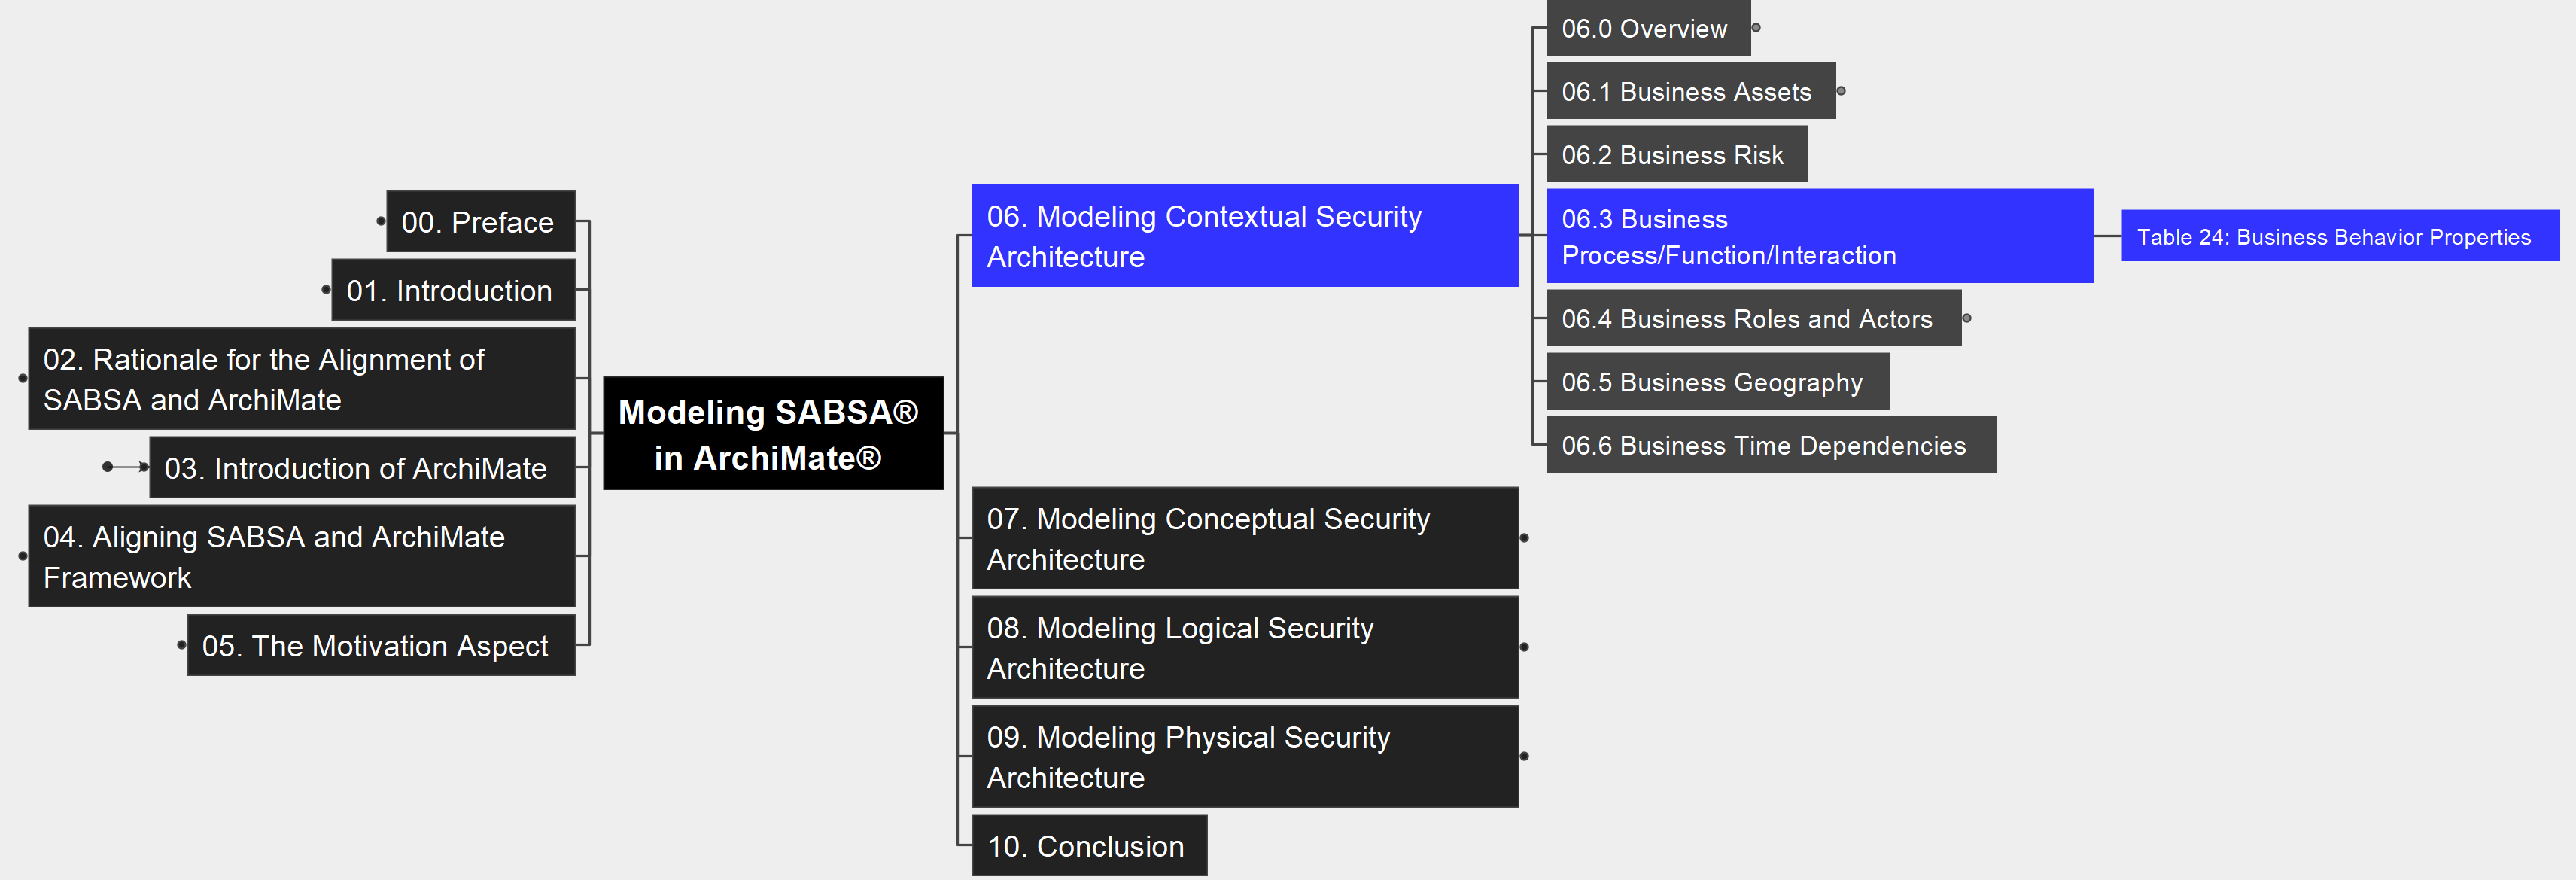 Modeling SABSA®
in ArchiMate®
00. Preface
01. Introduction
02. Rationale for the Alignment of
SABSA and ArchiMate
03. Introduction of ArchiMate
04. Aligning SABSA and ArchiMate
Framework
05. The Motivation Aspect
06. Modeling Contextual Security
Architecture
06.0 Overview
06.1 Business Assets
06.2 Business Risk
06.3 Business
Process/Function/Interaction
Table 24: Business Behavior Properties
06.4 Business Roles and Actors
06.5 Business Geography
06.6 Business Time Dependencies
07. Modeling Conceptual Security
Architecture
08. Modeling Logical Security
Architecture
09. Modeling Physical Security
Architecture
10. Conclusion